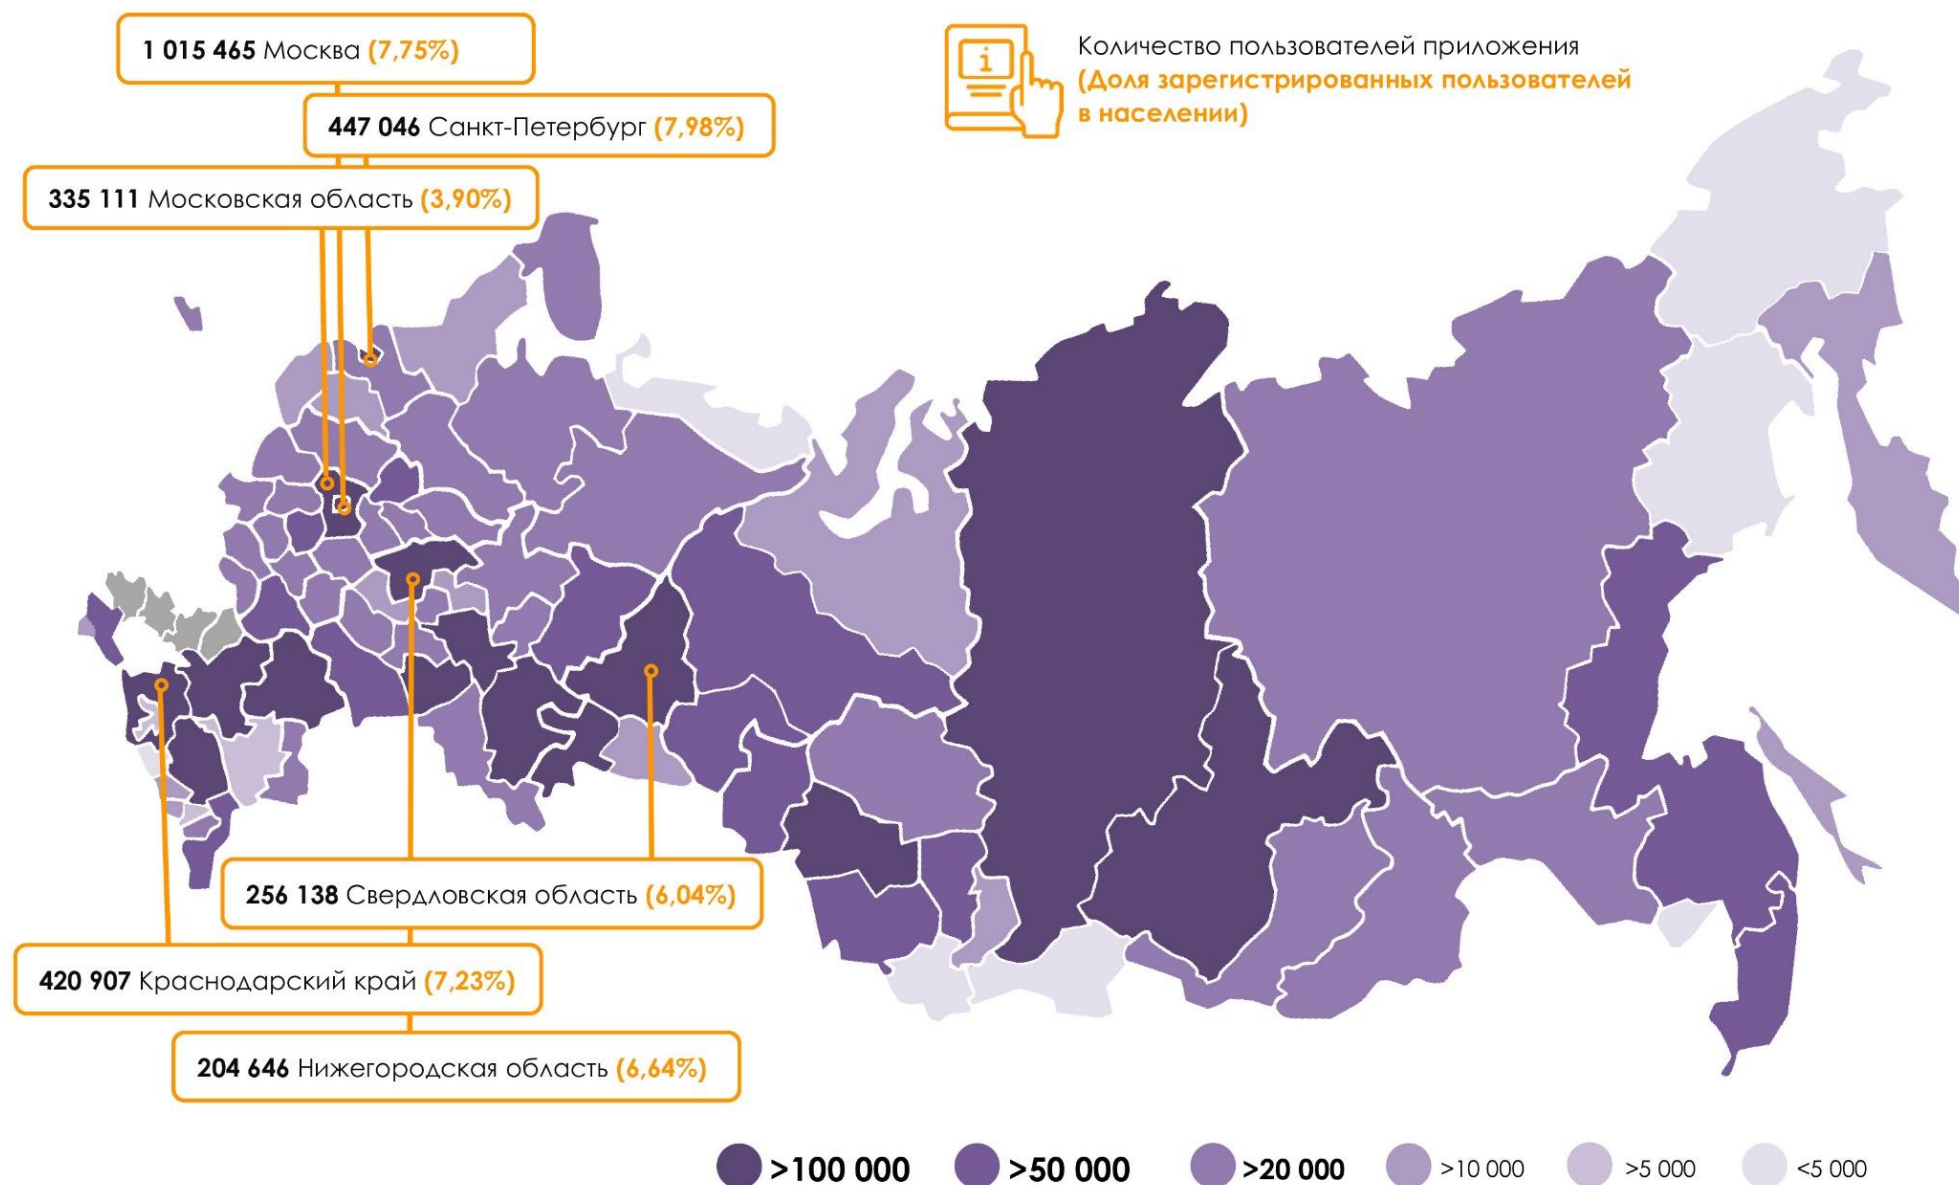 1 015 465 Москва (7,75%)
447 046 Санкт-Петербург (7,98%)
335 111 Московская область (3,90%)
i
Количество пользователей приложения
(Доля зарегистрированных пользователей
в населении)
256 138 Свердловская область (6,04%)
420 907 Краснодарский край (7,23%)
204 646 Нижегородская область (6,64%)
>100 000 >50 000 >20 000 >10 000 >5 000 <5 000